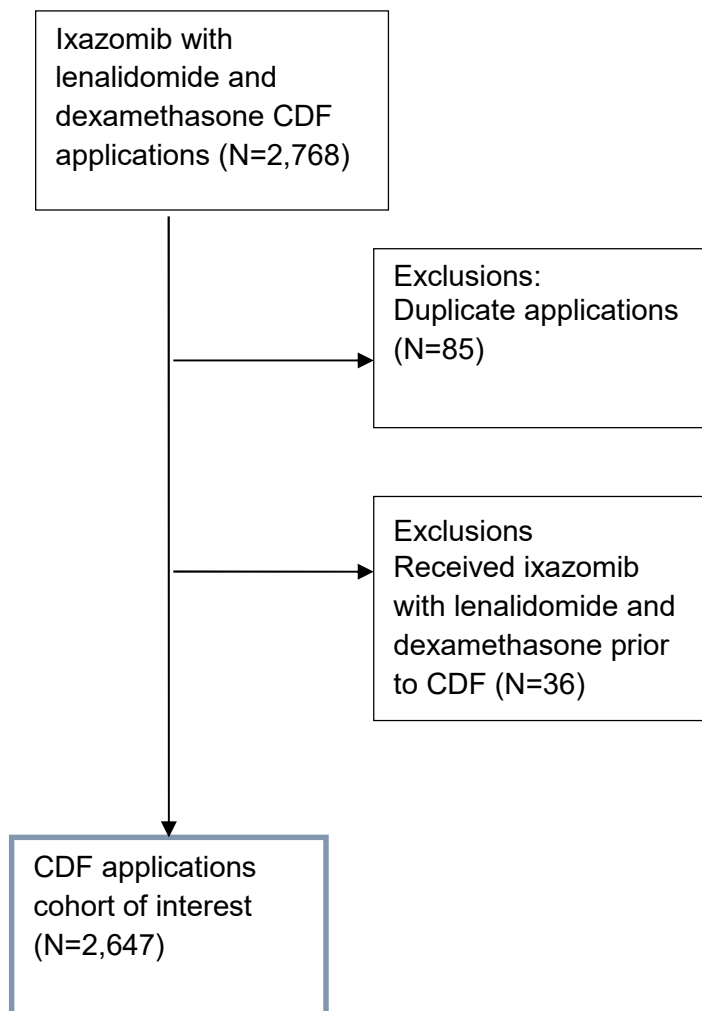 Ixazomib with
lenalidomide and
dexamethasone CDF
applications (N=2,768)
Exclusions:
Duplicate applications
(N=85)
Exclusions
Received ixazomib
with lenalidomide and
dexamethasone prior
to CDF (N=36)
CDF applications
cohort of interest
(N=2,647)